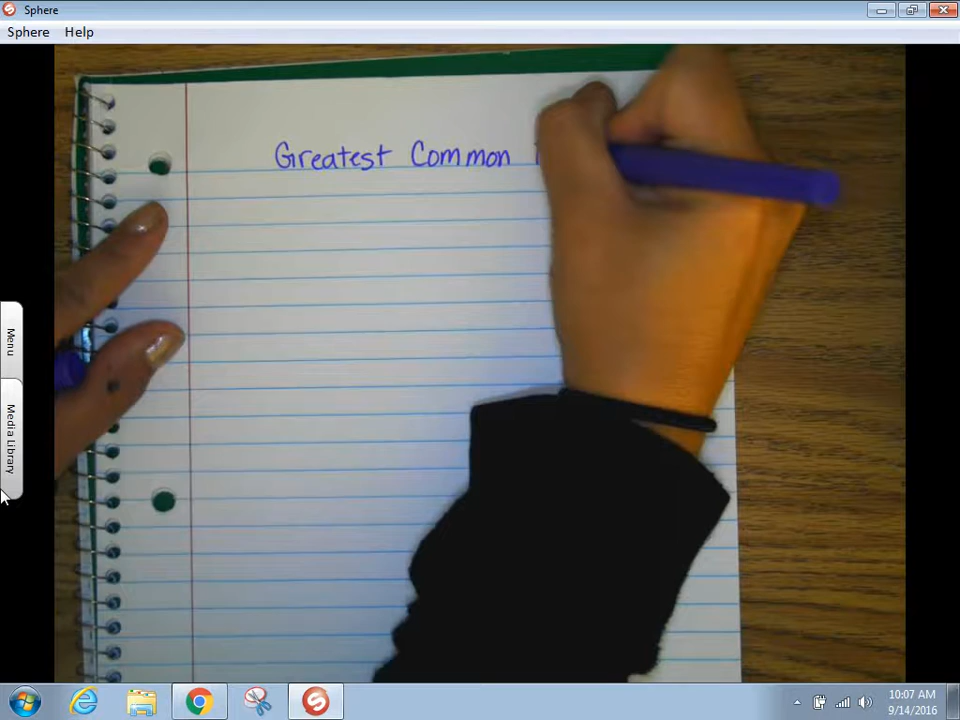 Sphere
Sphere Help
Greatest Common
Menu
Media Library
10:07 AM
9/14/2016